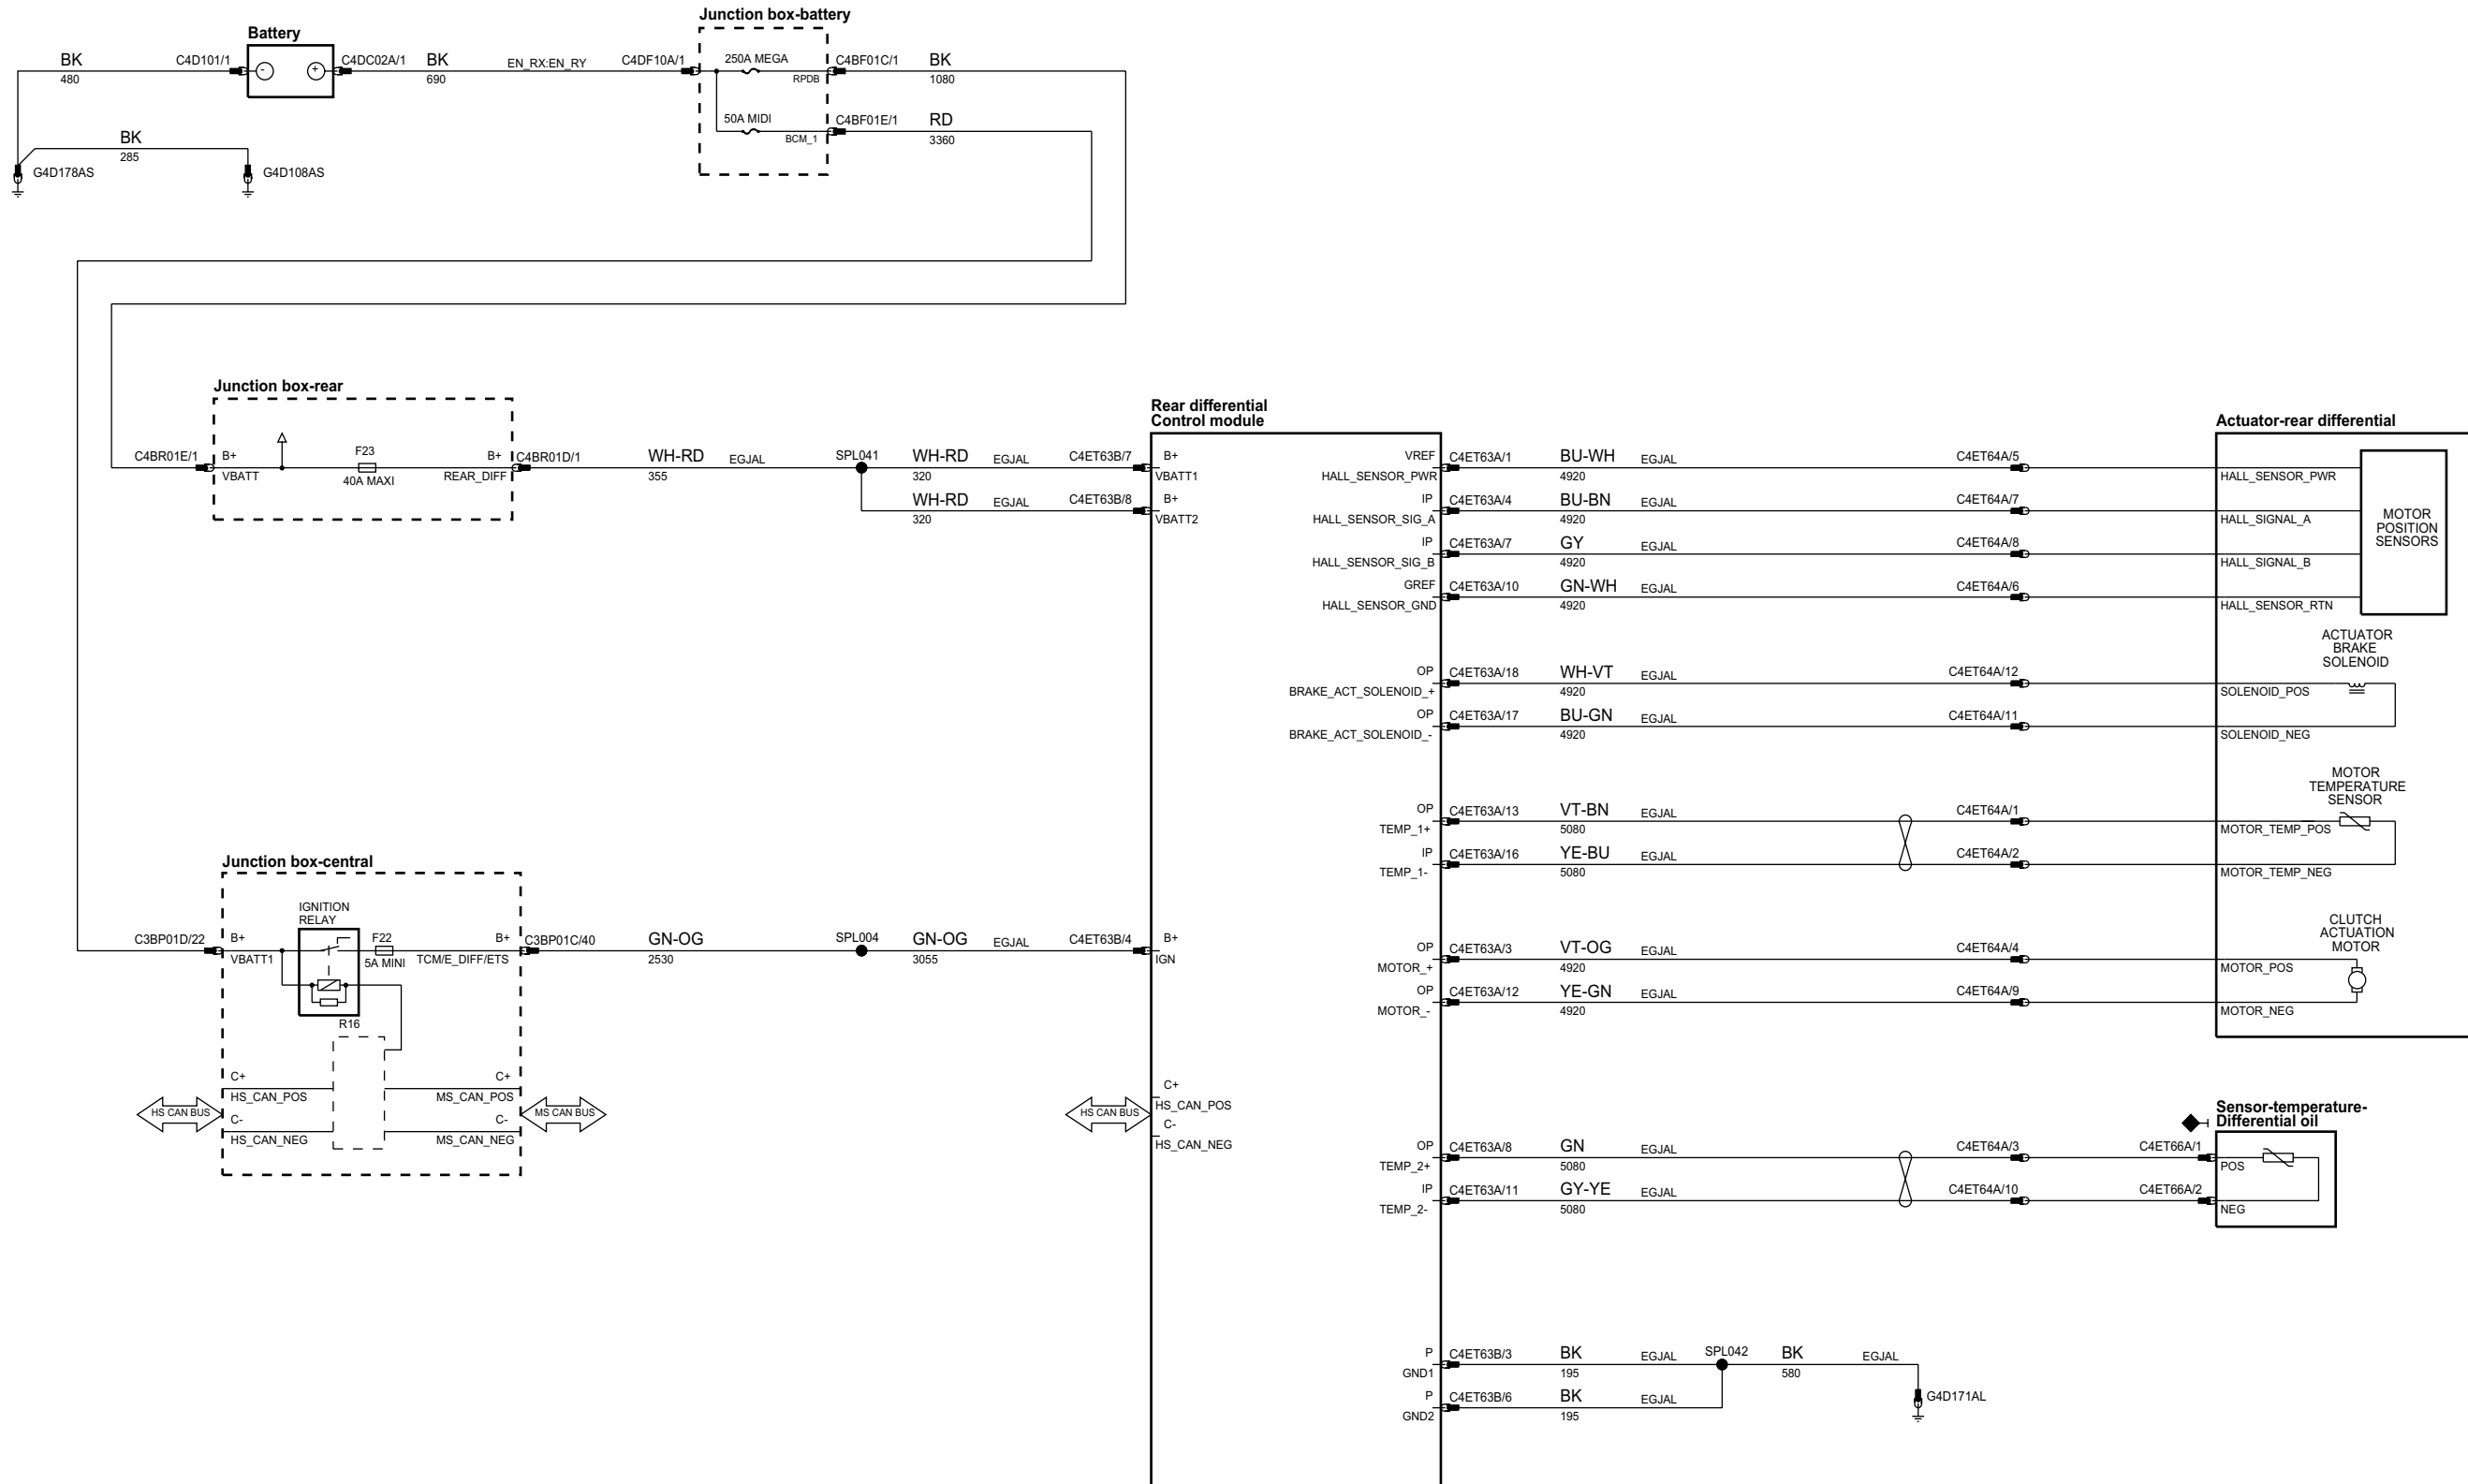 Junction box-battery
Battery
BK
480
C4D101/1
-
+
C4DC02A/1
BK
690
EN_RX:EN_RY
C4DF10A/1
250A MEGA
RPDB
C4BF01C/1
BK
1080
50A MIDI
BCM_1
C4BF01E/1
RD
3360
BK
285
G4D178AS
G4D108AS
Junction box-rear
C4BR01E/1
B+
VBATT
F23
40A MAXI
B+
REAR_DIFF
C4BR01D/1
WH-RD
355
EGJAL
SPL041
WH-RD
320
EGJAL
C4ET63B/7
WH-RD
320
EGJAL
C4ET63B/8
Rear differential
Control module
B+
VBATT1
B+
VBATT2
VREF
HALL_SENSOR_PWR
C4ET63A/1
BU-WH
4920
EGJAL
C4ET64A/5
IP
HALL_SENSOR_SIG_A
C4ET63A/4
BU-BN
4920
EGJAL
C4ET64A/7
IP
HALL_SENSOR_SIG_B
C4ET63A/7
GY
4920
EGJAL
C4ET64A/8
GREF
HALL_SENSOR_GND
C4ET63A/10
GN-WH
4920
EGJAL
C4ET64A/6
Actuator-rear differential
HALL_SENSOR_PWR
HALL_SIGNAL_A
HALL_SIGNAL_B
HALL_SENSOR_RTN
MOTOR
POSITION
SENSORS
OP
BRAKE_ACT_SOLENOID_+
C4ET63A/18
WH-VT
4920
EGJAL
C4ET64A/12
OP
BRAKE_ACT_SOLENOID_-
C4ET63A/17
BU-GN
4920
EGJAL
C4ET64A/11
ACTUATOR
BRAKE
SOLENOID
SOLENOID_POS
SOLENOID_NEG
OP
TEMP_1+
C4ET63A/13
VT-BN
5080
EGJAL
C4ET64A/1
IP
TEMP_1-
C4ET63A/16
YE-BU
5080
EGJAL
C4ET64A/2
MOTOR
TEMPERATURE
SENSOR
MOTOR_TEMP_POS
MOTOR_TEMP_NEG
Junction box-central
C3BP01D/22
B+
VBATT1
IGNITION
RELAY
R16
F22
5A MINI
B+
TCM/E_DIFF/ETS
C3BP01C/40
GN-OG
2530
SPL004
GN-OG
3055
EGJAL
C4ET63B/4
B+
IGN
OP
MOTOR_+
C4ET63A/3
VT-OG
4920
EGJAL
C4ET64A/4
OP
MOTOR_-
C4ET63A/12
YE-GN
4920
EGJAL
C4ET64A/9
CLUTCH
ACTUATION
MOTOR
MOTOR_POS
MOTOR_NEG
HS CAN BUS
C+
HS_CAN_POS
C-
HS_CAN_NEG
C+
MS_CAN_POS
C-
MS_CAN_NEG
MS CAN BUS
HS CAN BUS
C+
HS_CAN_POS
C-
HS_CAN_NEG
OP
TEMP_2+
C4ET63A/8
GN
5080
EGJAL
C4ET64A/3
C4ET66A/1
IP
TEMP_2-
C4ET63A/11
GY-YE
5080
EGJAL
C4ET64A/10
C4ET66A/2
Sensor-temperature-
Differential oil
POS
NEG
P
GND1
C4ET63B/3
BK
195
EGJAL
SPL042
BK
580
EGJAL
P
GND2
C4ET63B/6
BK
195
EGJAL
G4D171AL